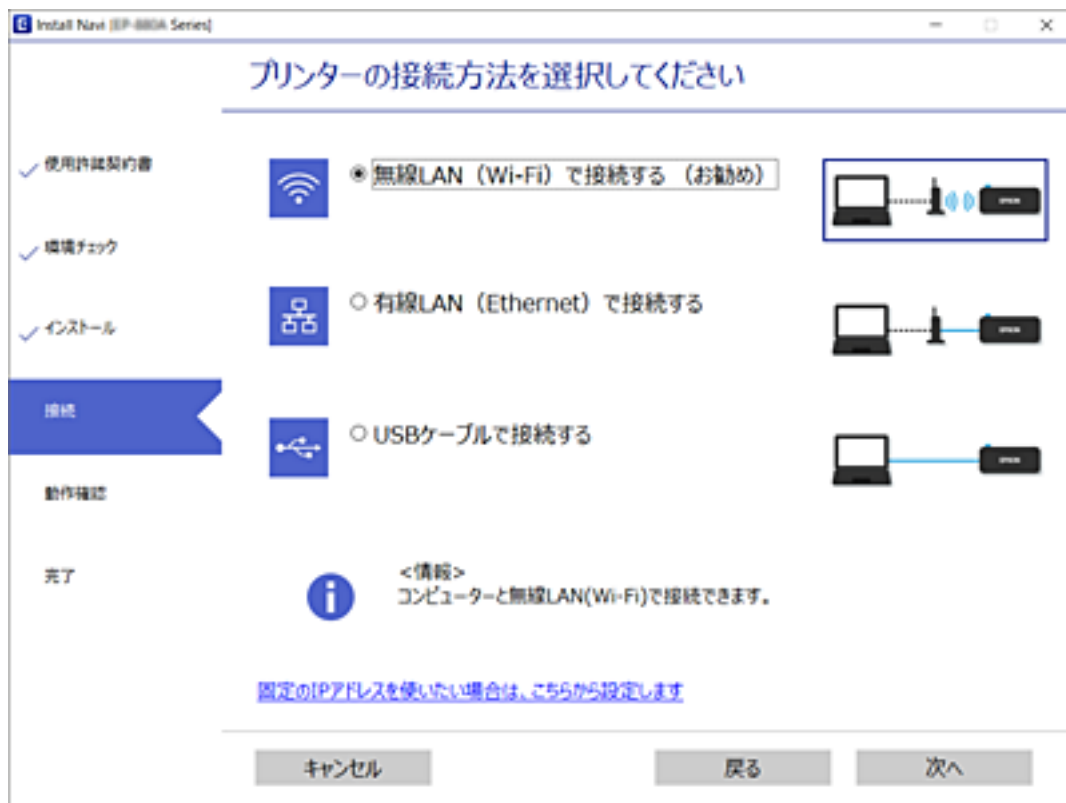 Install Navi [EP-880A Series]
プリンターの接続方法を選択してください
使用許諾契約書
環境チェック
インストール
接続
動作確認
完了
無線LAN（Wi-Fi）で接続する （お勧め）
EPSON
有線LAN（Ethernet）で接続する
EPSON
USBケーブルで接続する
EPSON
<情報>
コンピューターと無線LAN(Wi-Fi)で接続できます。
固定のIPアドレスを使いたい場合は、こちらから設定します
キャンセル
戻る
次へ